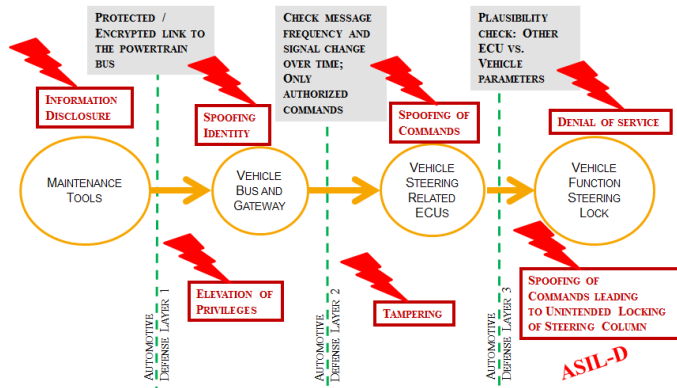 PROTECTED /
ENCRYPTED LINK TO
THE POWERTRAIN
BUS
CHECK MESSAGE
FREQUENCY AND
SIGNAL CHANGE
OVER TIME;
ONLY
AUTHORIZED
COMMANDS
PLAUSIBILITY
CHECK: OTHER
ECU VS.
VEHICLE
PARAMETERS
INFORMATION
DISCLOSURE
SPOOFING
IDENTITY
SPOOFING OF
COMMANDS
DENIAL OF SERVICE
MAINTENANCE
TOOLS
VEHICLE
BUS AND
GATEWAY
VEHICLE
STEERING
RELATED
ECUS
VEHICLE
FUNCTION
STEERING
LOCK
ELEVATION OF
PRIVILEGES
TAMPERING
SPOOFING OF
COMMANDS LEADING
TO UNINTENDED LOCKING
OF STEERING COLUMN
AUTOMOTIVE
DEFENSE LAYER 1
AUTOMOTIVE
DEFENSE LAYER 2
AUTOMOTIVE
DEFENSE LAYER 3
ASIL-D